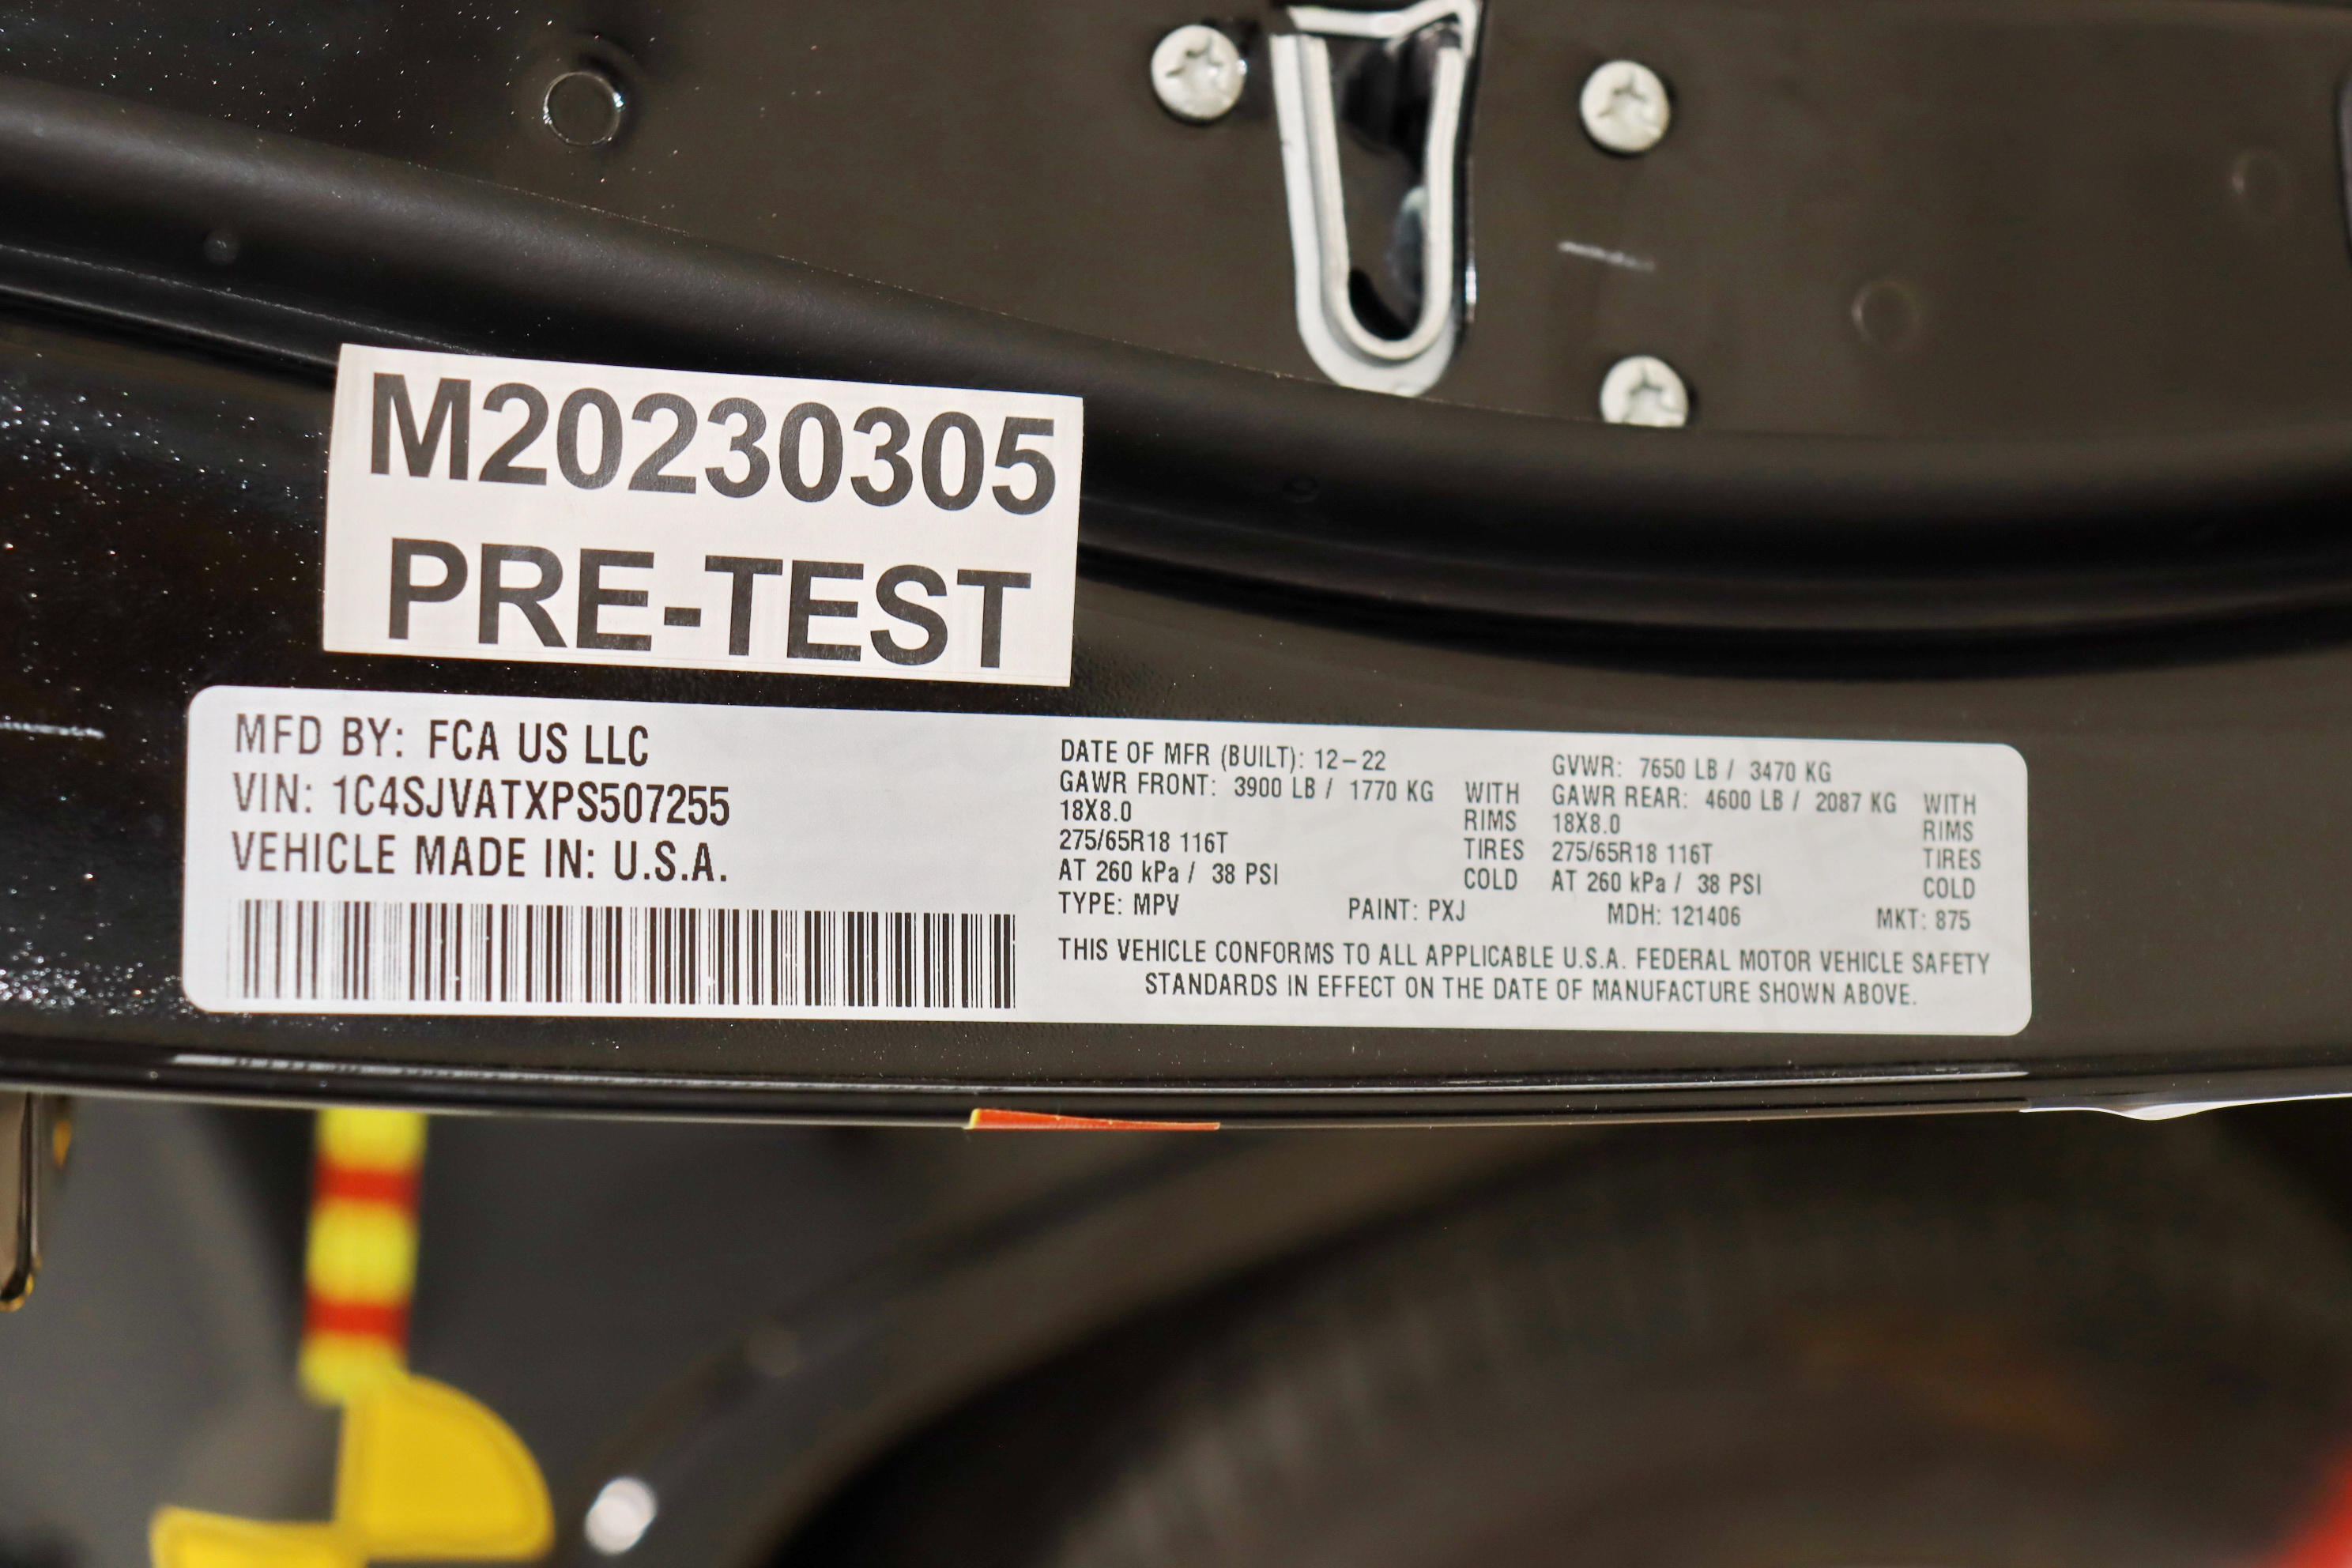 M20230305
PRE-TEST
MFD BY: FCA US LLC
VIN: 1C4SJVATXPS507255
VEHICLE MADE IN: U.S.A.
DATE OF MFR (BUILT): 12-22
GAWR FRONT: 3900 LB / 1770 KG WITH
18X8.0 RIMS
275/65R18 116T TIRES
AT 260 kPa / 38 PSI COLD
GVWR: 7650 LB / 3470 KG
GAWR REAR: 4600 LB / 2087 KG WITH
18X8.0 RIMS
275/65R18 116T TIRES
AT 260 kPa / 38 PSI COLD
TYPE: MPV PAINT: PXJ MDH: 121406 MKT: 875
THIS VEHICLE CONFORMS TO ALL APPLICABLE U.S.A. FEDERAL MOTOR VEHICLE SAFETY
STANDARDS IN EFFECT ON THE DATE OF MANUFACTURE SHOWN ABOVE.